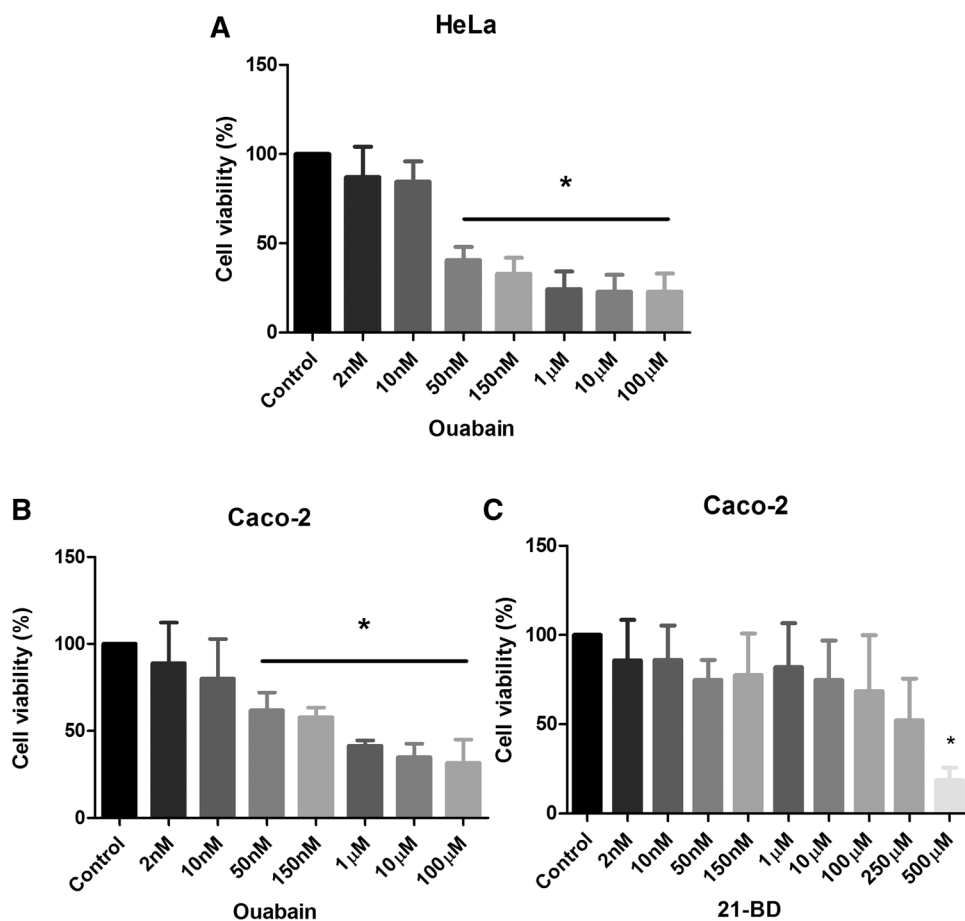 A
HeLa
Cell viability (%)
150
100
50
0
*
Control
2nM
10nM
50nM
150nM
1μM
10μM
100μM
Ouabain
B
Caco-2
Cell viability (%)
150
100
50
0
*
Control
2nM
10nM
50nM
150nM
1μM
10μM
100μM
Ouabain
C
Caco-2
Cell viability (%)
150
100
50
0
*
Control
2nM
10nM
50nM
150nM
1μM
10μM
100μM
250μM
500μM
21-BD